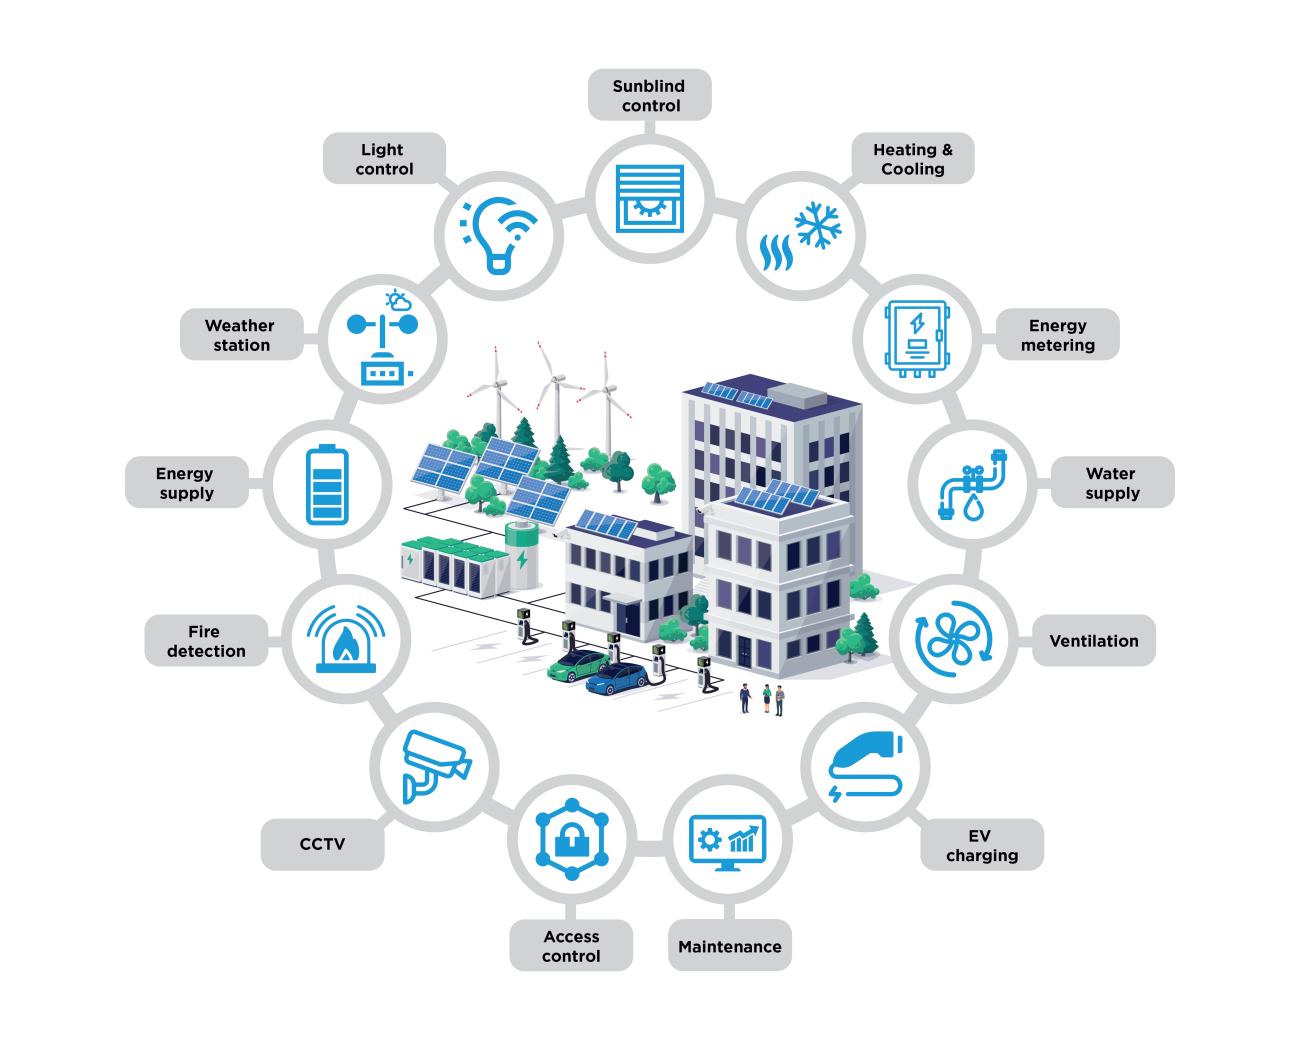 Sunblind
control
Light
control
Heating &
Cooling
Weather
station
Energy
metering
Energy
supply
Water
supply
Fire
detection
Ventilation
CCTV
EV
charging
Access
control
Maintenance